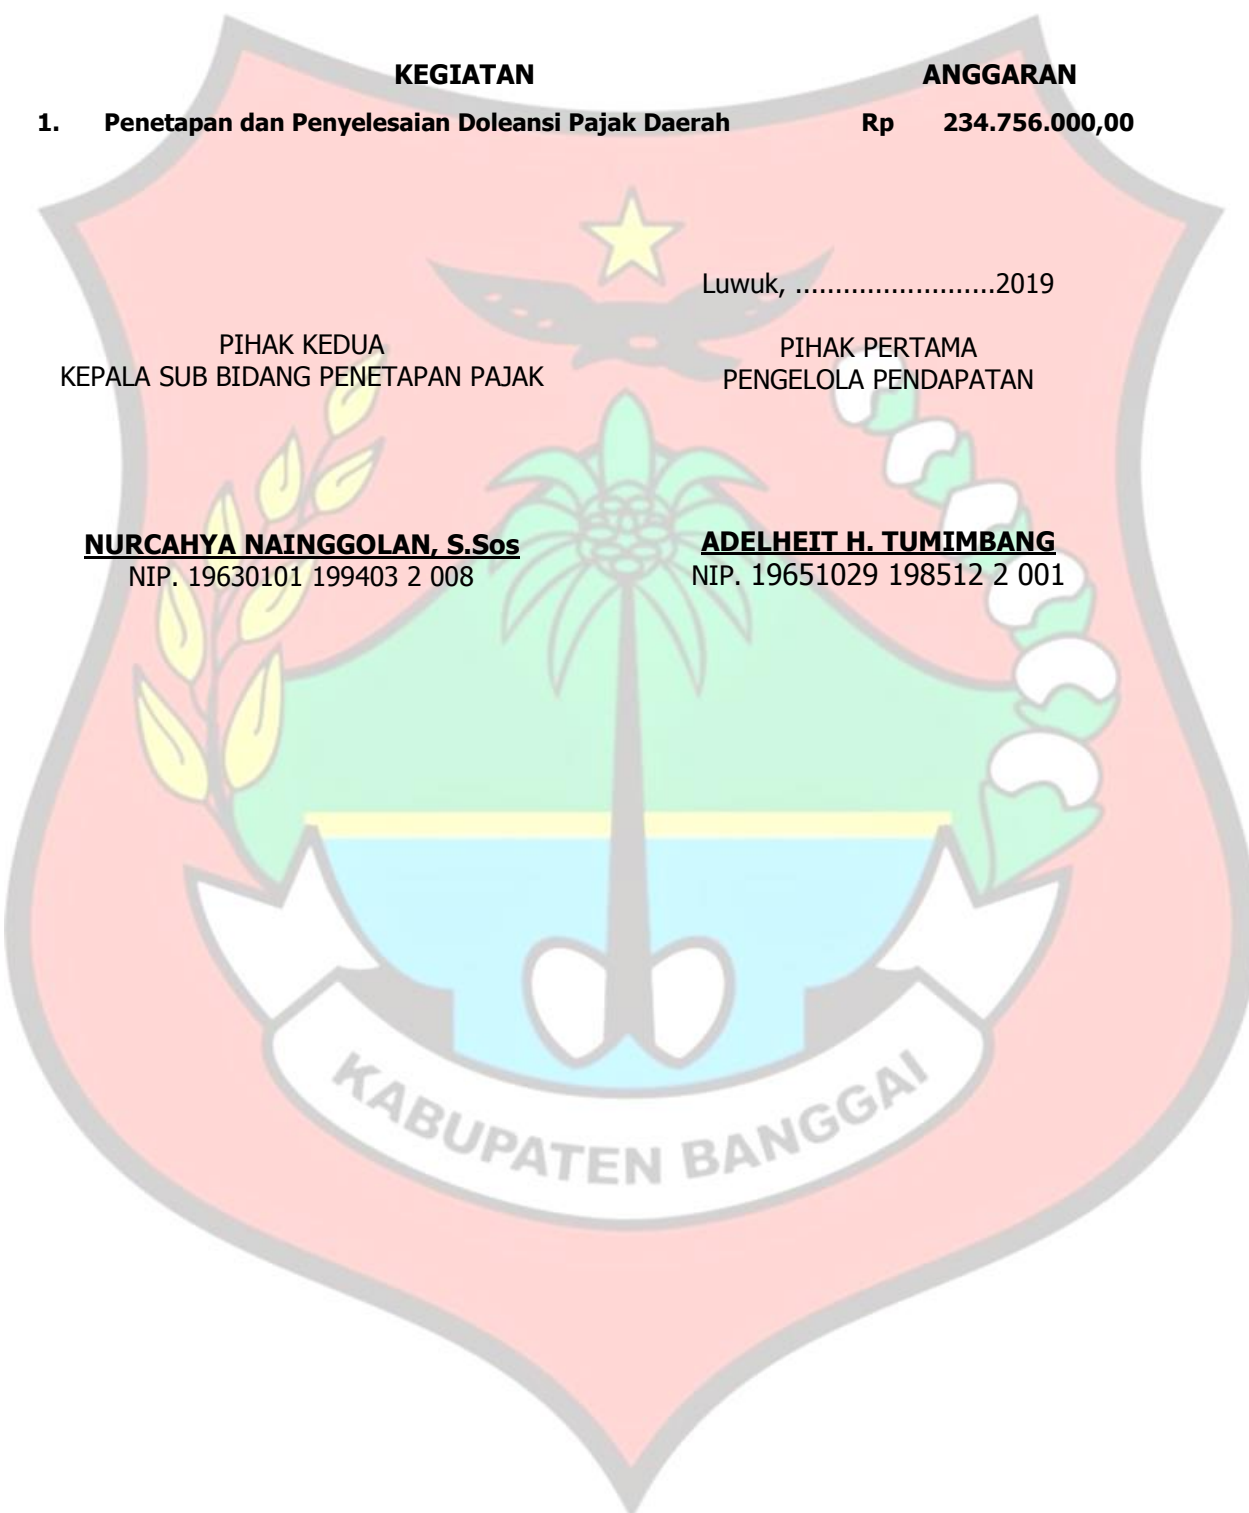 KEGIATAN ANGGARAN
1. Penetapan dan Penyelesaian Doleansi Pajak Daerah Rp 234.756.000,00
Luwuk, .........................2019
PIHAK KEDUA
KEPALA SUB BIDANG PENETAPAN PAJAK
PIHAK PERTAMA
PENGELOLA PENDAPATAN
NURCAHYA NAINGGOLAN, S.Sos
NIP. 19630101 199403 2 008
ADELHEIT H. TUMIMBANG
NIP. 19651029 198512 2 001
KABUPATEN BANGGAI